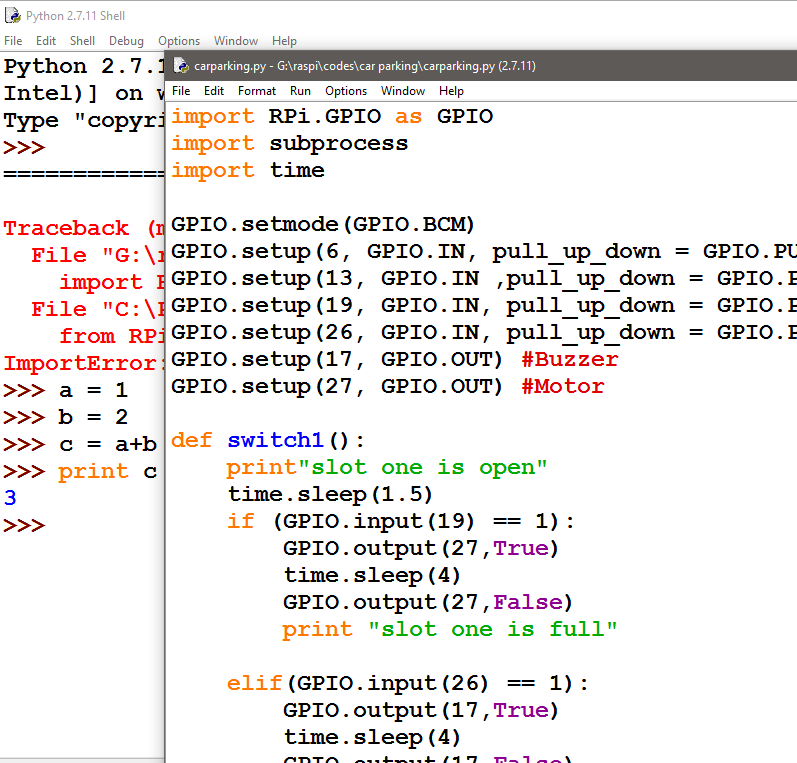 Python 2.7.11 Shell
File Edit Shell Debug Options Window Help
Python 2.7.1
Intel)] on
Type "copyri
>>>
============

Traceback (
File "G:\
import
File "C:\
from RPi
ImportError:
>>> a = 1
>>> b = 2
>>> c = a+b
>>> print c
3
>>>
carparking.py - G:\raspi\codes\car parking\carparking.py (2.7.11)
File Edit Format Run Options Window Help
import RPi.GPIO as GPIO
import subprocess
import time

GPIO.setmode(GPIO.BCM)
GPIO.setup(6, GPIO.IN, pull_up_down = GPIO.PU
GPIO.setup(13, GPIO.IN ,pull_up_down = GPIO.P
GPIO.setup(19, GPIO.IN, pull_up_down = GPIO.P
GPIO.setup(26, GPIO.IN, pull_up_down = GPIO.P
GPIO.setup(17, GPIO.OUT) #Buzzer
GPIO.setup(27, GPIO.OUT) #Motor

def switch1():
    print"slot one is open"
    time.sleep(1.5)
    if (GPIO.input(19) == 1):
        GPIO.output(27,True)
        time.sleep(4)
        GPIO.output(27,False)
        print "slot one is full"

    elif(GPIO.input(26) == 1):
        GPIO.output(17,True)
        time.sleep(4)
        GPIO.output(17,False)